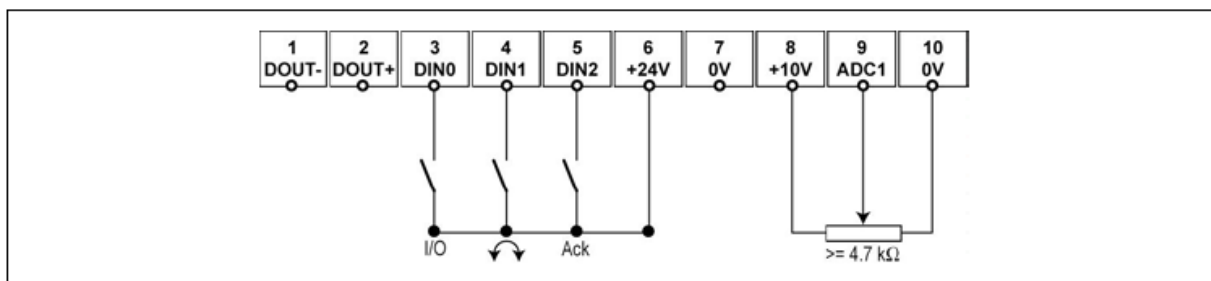 1 2 3 4 5 6 7 8 9 10
DOUT- DOUT+ DIN0 DIN1 DIN2 +24V 0V +10V ADC1 0V
I/O Ack >= 4.7 kΩ